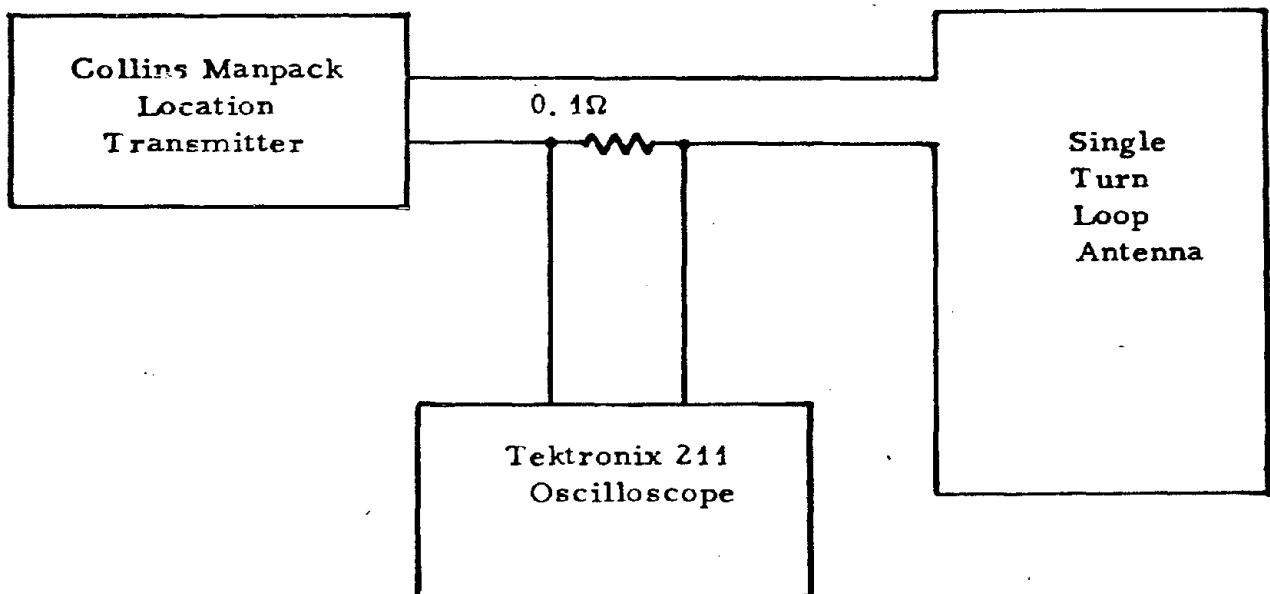 Collins Manpack
Location
Transmitter
0.1Ω
Single
Turn
Loop
Antenna
Tektronix 211
Oscilloscope